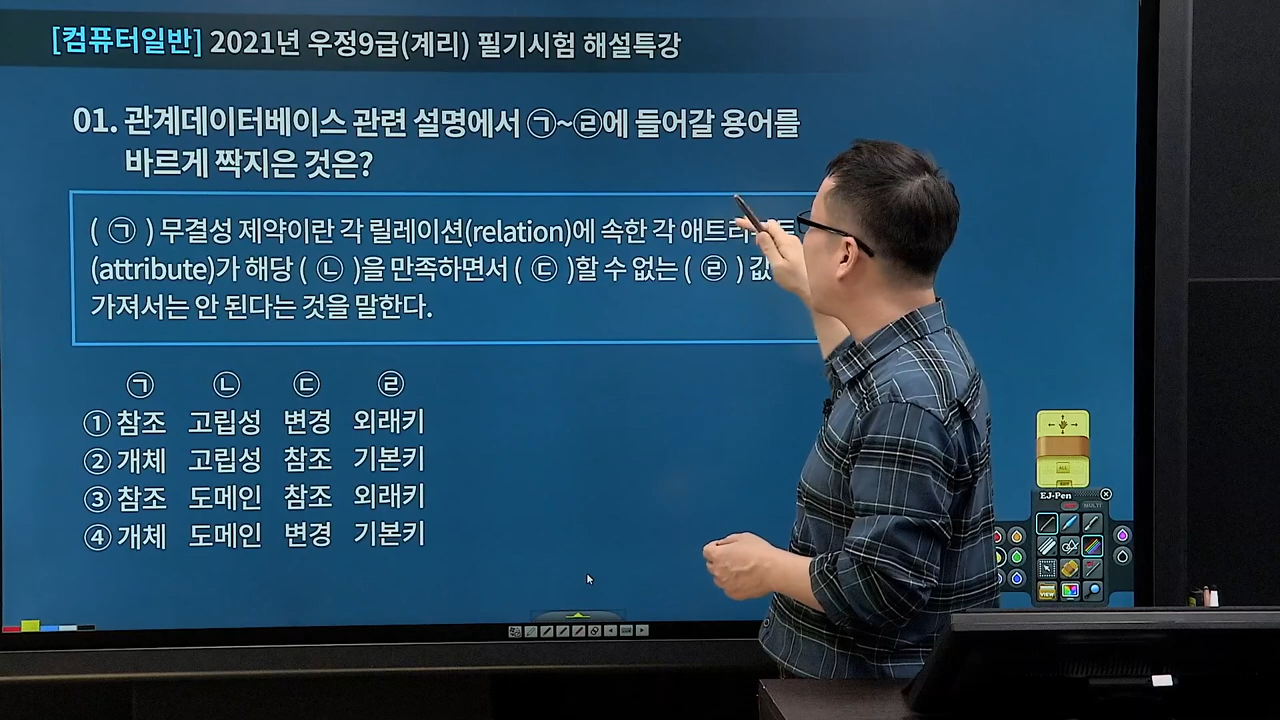 [컴퓨터일반] 2021년 우정9급(계리) 필기시험 해설특강
01. 관계데이터베이스 관련 설명에서 ㉠~㉣에 들어갈 용어를
바르게 짝지은 것은?
( ㉠ ) 무결성 제약이란 각 릴레이션(relation)에 속한 각
(attribute)가 해당 ( ㉡ )을 만족하면서 ( ㉢ )할 수 없는 ( ㉣ ) 값
가져서는 안 된다는 것을 말한다.
㉠ ㉡ ㉢ ㉣
① 참조 고립성 변경 외래키
② 개체 고립성 참조 기본키
③ 참조 도메인 참조 외래키
④ 개체 도메인 변경 기본키
ALL
EJ-Pen
MULTI
VIEW